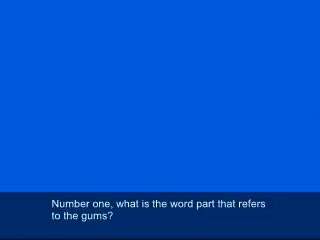 Number one, what is the word part that refers
to the gums?